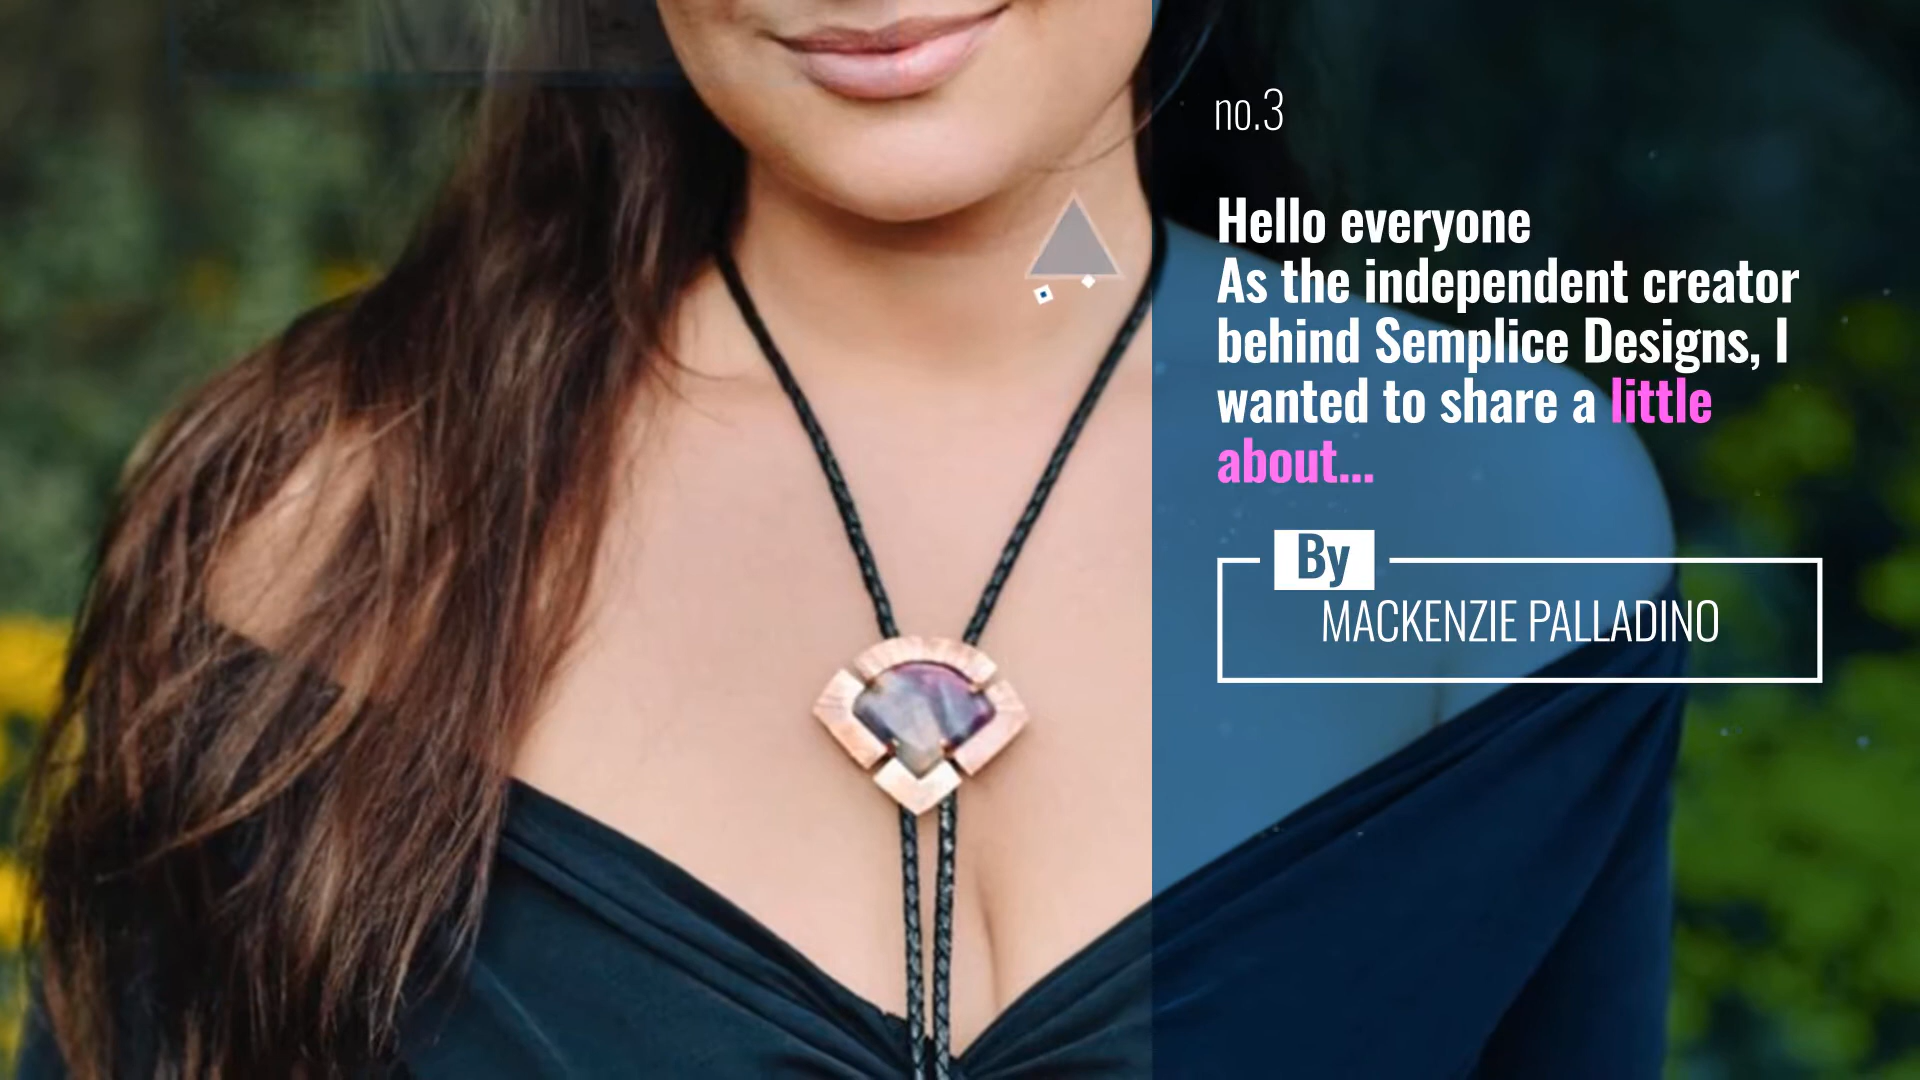 no.3
Hello everyone
As the independent creator
behind Semplice Designs, I
wanted to share a little
about...
By
MACKENZIE PALLADINO